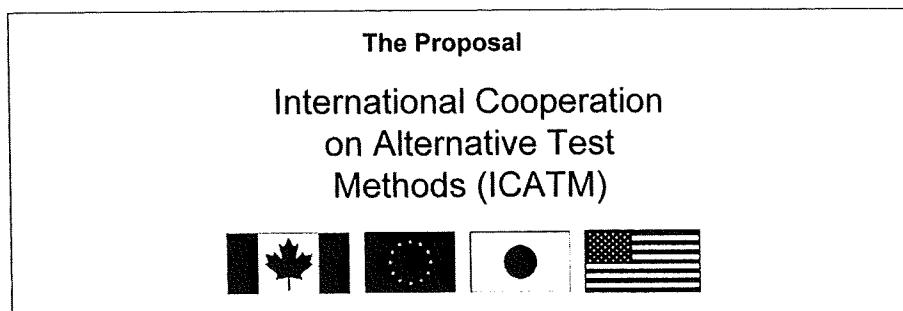 The Proposal
International Cooperation
on Alternative Test
Methods (ICATM)